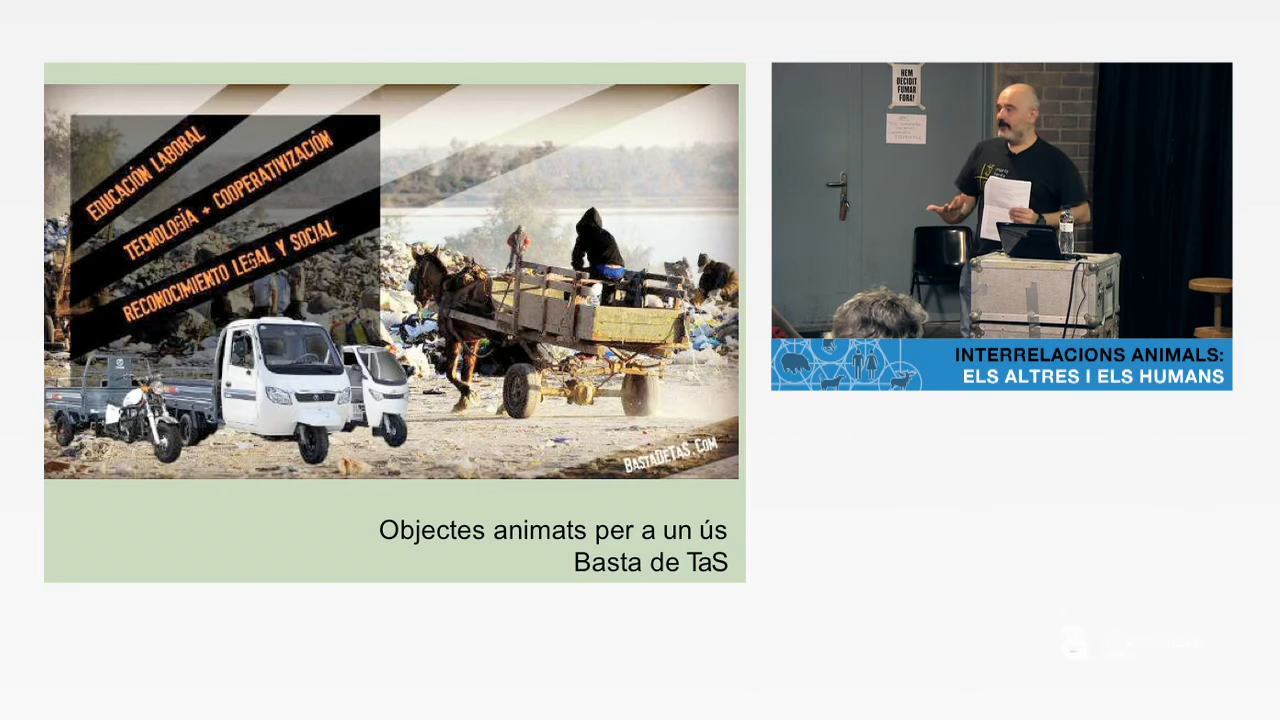 EDUCACIÓN LABORAL
TECNOLOGÍA + COOPERATIVIZACIÓN
RECONOCIMIENTO LEGAL Y SOCIAL
BASTADETAS.COM
Objectes animats per a un ús
Basta de TaS
HEM
DECIDIT
FUMAR
FORA!
INTERRELACIONS ANIMALS:
ELS ALTRES I ELS HUMANS